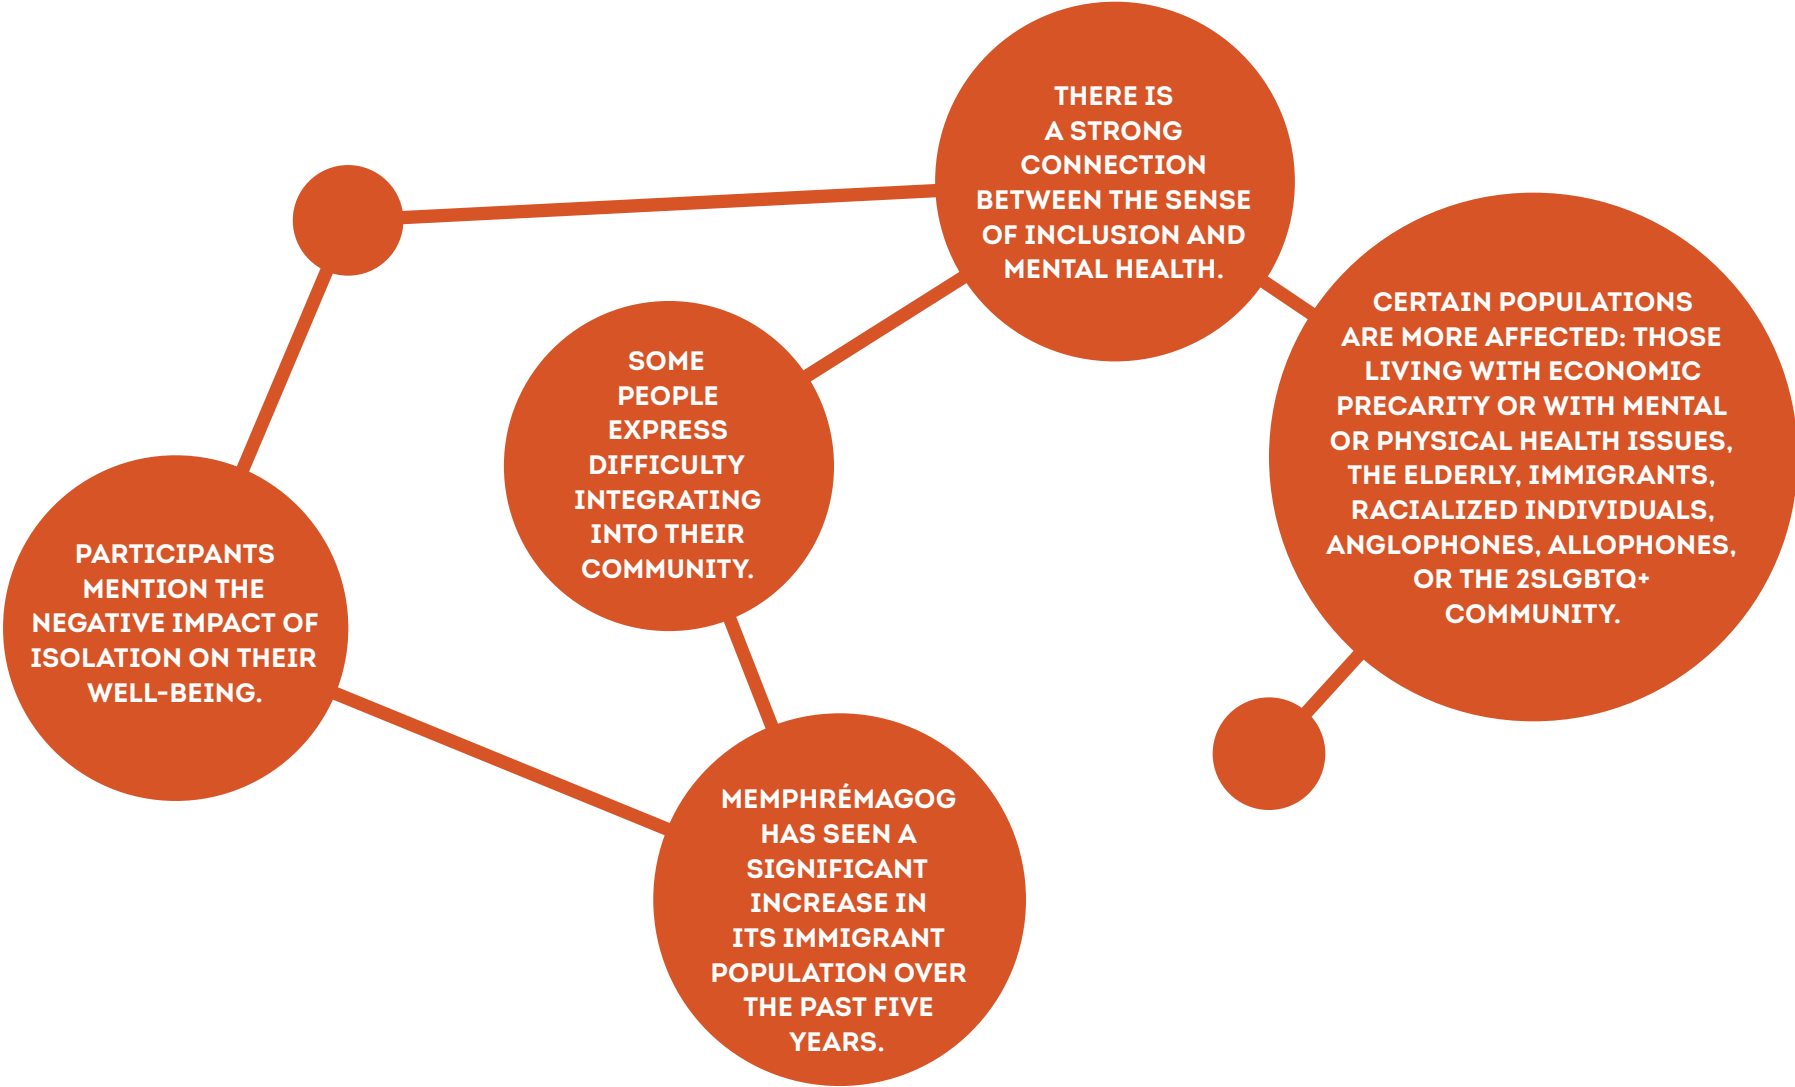 THERE IS
A STRONG
CONNECTION
BETWEEN THE SENSE
OF INCLUSION AND
MENTAL HEALTH.
CERTAIN POPULATIONS
ARE MORE AFFECTED: THOSE
LIVING WITH ECONOMIC
PRECARITY OR WITH MENTAL
OR PHYSICAL HEALTH ISSUES,
THE ELDERLY, IMMIGRANTS,
RACIALIZED INDIVIDUALS,
ANGLOPHONES, ALLOPHONES,
OR THE 2SLGBTQ+
COMMUNITY.
SOME
PEOPLE
EXPRESS
DIFFICULTY
INTEGRATING
INTO THEIR
COMMUNITY.
PARTICIPANTS
MENTION THE
NEGATIVE IMPACT OF
ISOLATION ON THEIR
WELL-BEING.
MEMPHRÉMAGOG
HAS SEEN A
SIGNIFICANT
INCREASE IN
ITS IMMIGRANT
POPULATION OVER
THE PAST FIVE
YEARS.